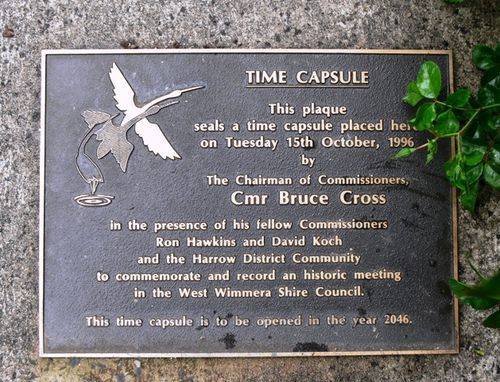 TIME CAPSULE
This plaque
seals a time capsule placed here
on Tuesday 15th October, 1996
by
The Chairman of Commissioners,
Cmr Bruce Cross
in the presence of his fellow Commissioners
Ron Hawkins and David Koch
and the Harrow District Community
to commemorate and record an historic meeting
in the West Wimmera Shire Council.
This time capsule is to be opened in the year 2046.